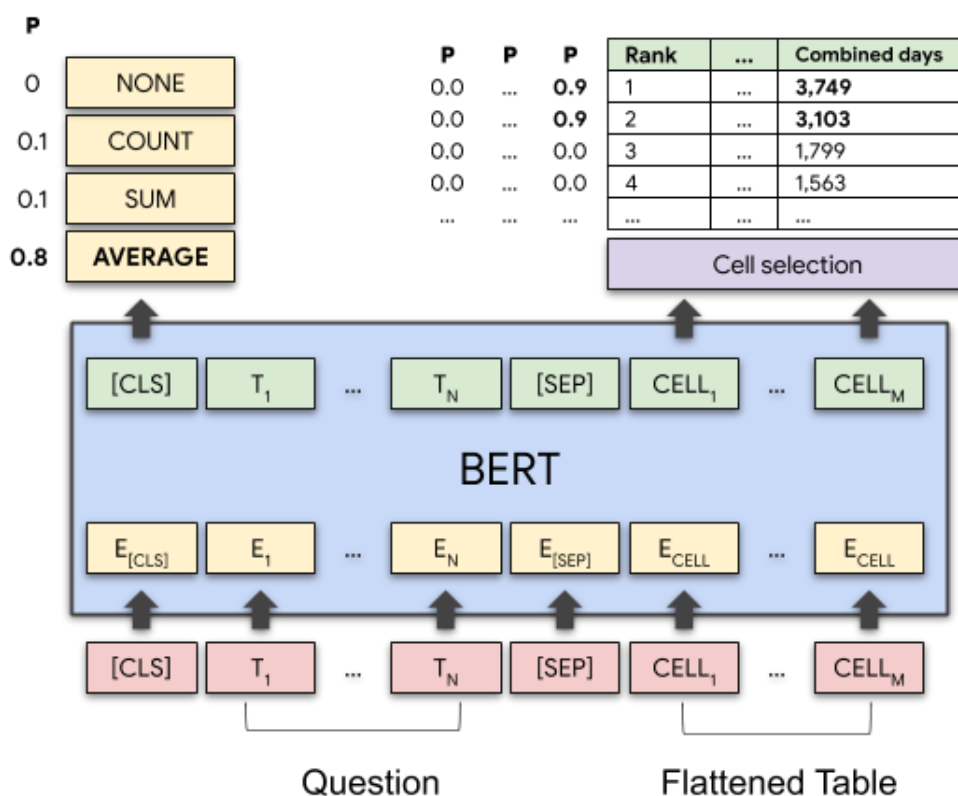 P
0 NONE
0.1 COUNT
0.1 SUM
0.8 AVERAGE
P P P Rank ... Combined days
0.0 ... 0.9 1 ... 3,749
0.0 ... 0.9 2 ... 3,103
0.0 ... 0.0 3 ... 1,799
0.0 ... 0.0 4 ... 1,563
... ... ... ... ... ...
Cell selection
[CLS] T1 ... TN [SEP] CELL1 ... CELLM
BERT
E[CLS] E1 ... EN E[SEP] ECELL ... ECELL
[CLS] T1 ... TN [SEP] CELL1 ... CELLM
Question Flattened Table